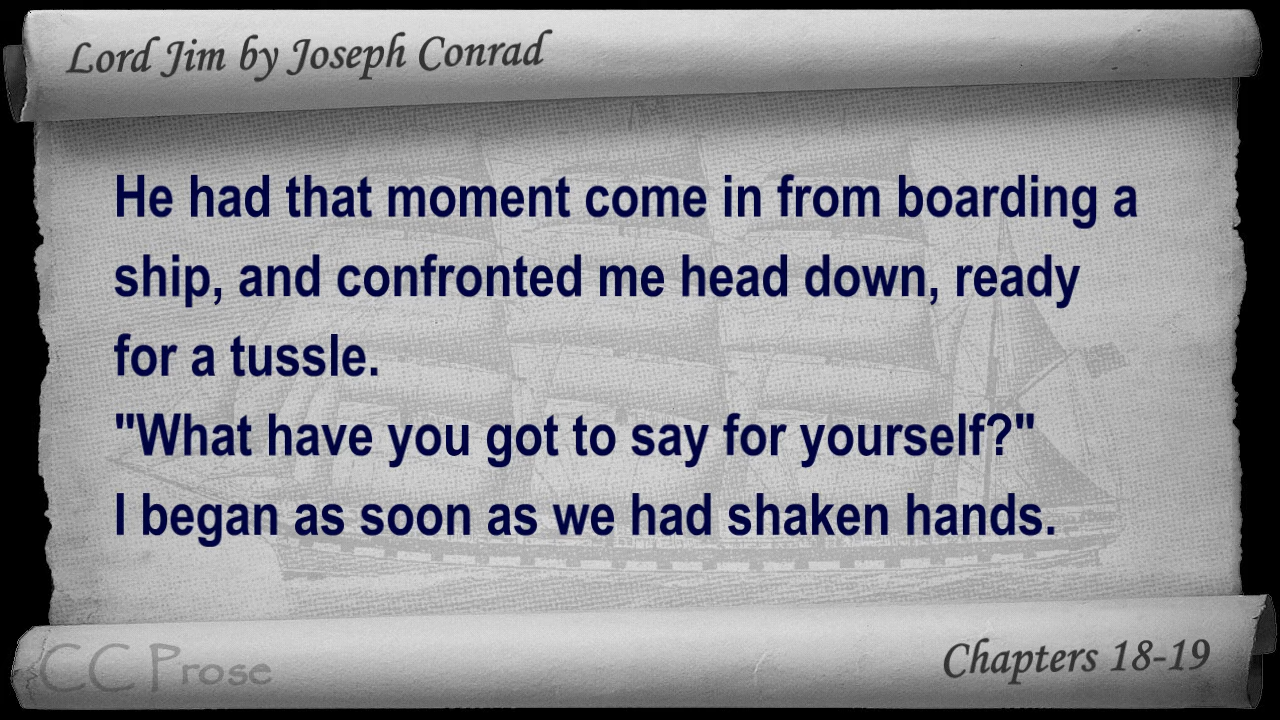 Lord Jim by Joseph Conrad
He had that moment come in from boarding a
ship, and confronted me head down, ready
for a tussle.
"What have you got to say for yourself?"
I began as soon as we had shaken hands.
CC Prose
Chapters 18-19